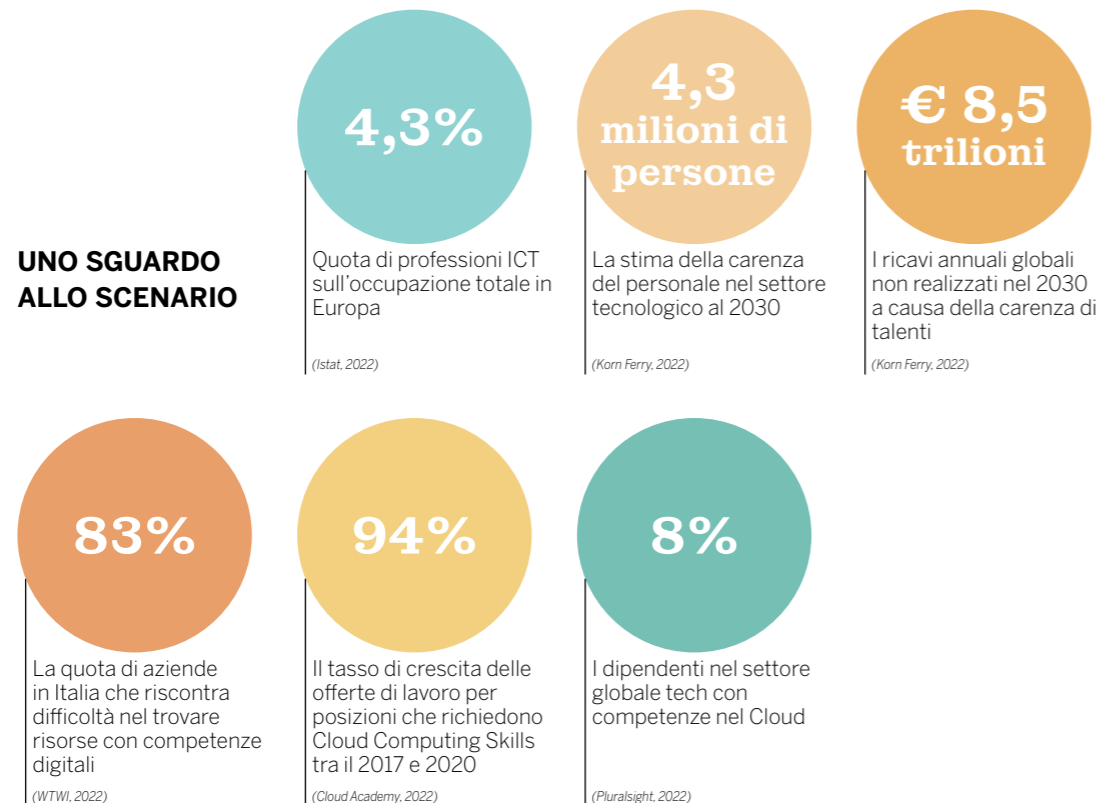 UNO SGUARDO
ALLO SCENARIO
4,3%
Quota di professioni ICT
sull’occupazione totale in
Europa
(Istat, 2022)
4,3
milioni di
persone
La stima della carenza
del personale nel settore
tecnologico al 2030
(Korn Ferry, 2022)
€ 8,5
trilioni
I ricavi annuali globali
non realizzati nel 2030
a causa della carenza di
talenti
(Korn Ferry, 2022)
83%
La quota di aziende
in Italia che riscontra
difficoltà nel trovare
risorse con competenze
digitali
(WTWI, 2022)
94%
Il tasso di crescita delle
offerte di lavoro per
posizioni che richiedono
Cloud Computing Skills
tra il 2017 e 2020
(Cloud Academy, 2022)
8%
I dipendenti nel settore
globale tech con
competenze nel Cloud
(Pluralsight, 2022)